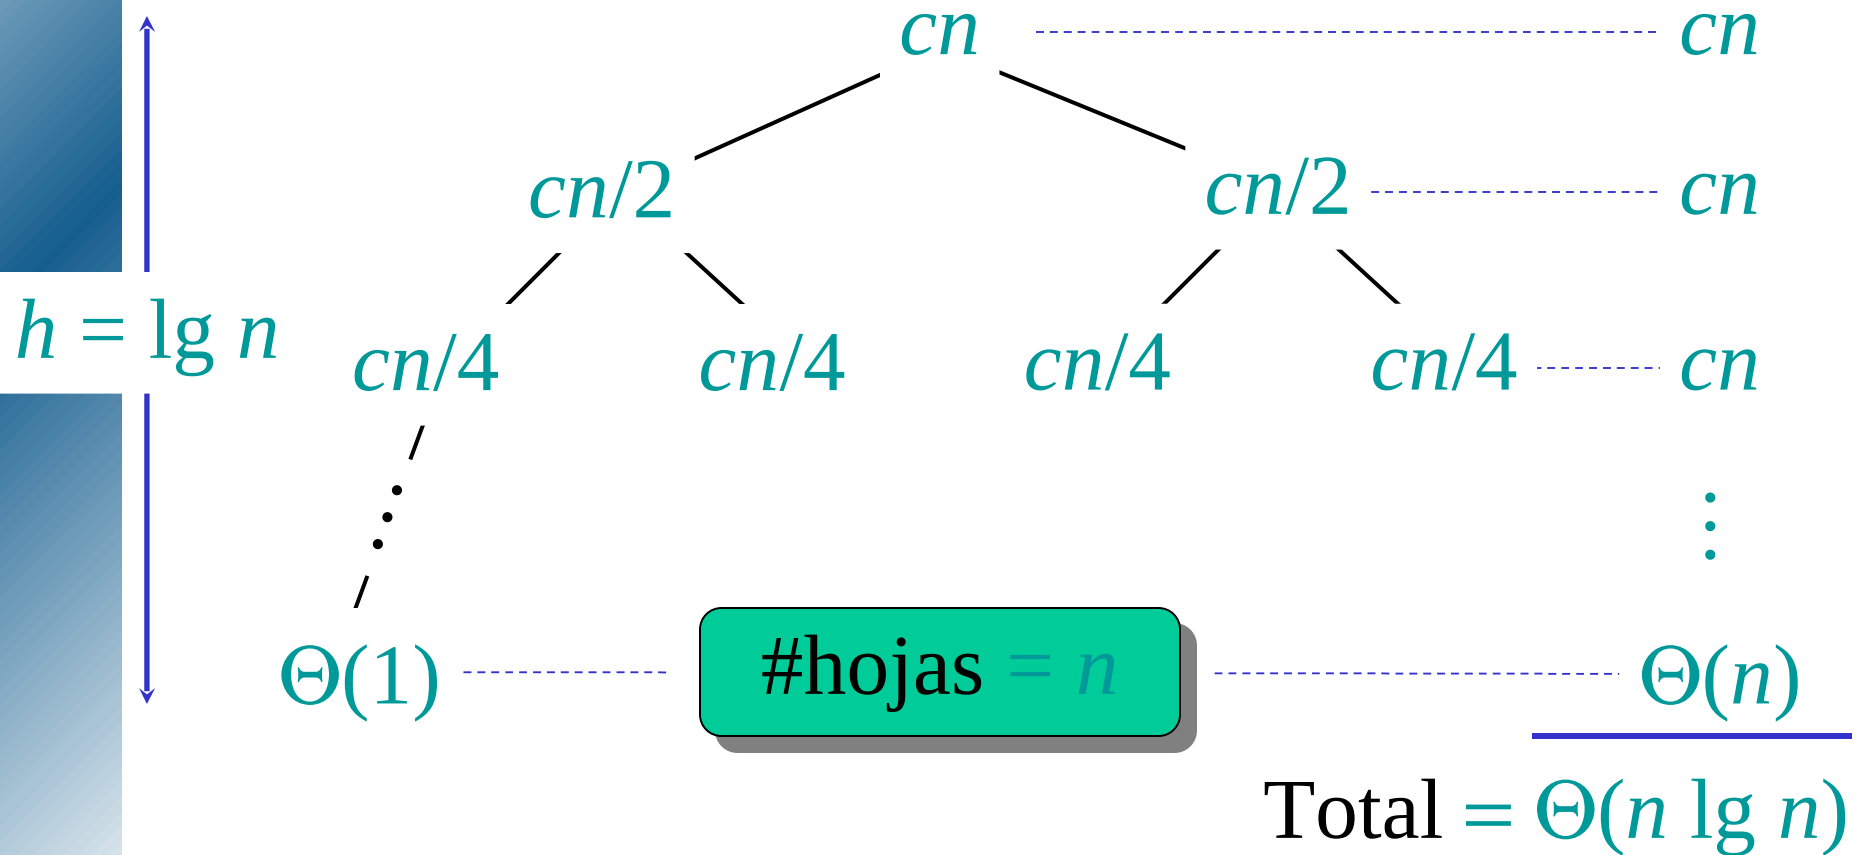 cn cn
cn/2 cn/2 cn
h = lg n cn/4 cn/4 cn/4 cn/4 cn
Θ(1) #hojas = n Θ(n)
Total = Θ(n lg n)